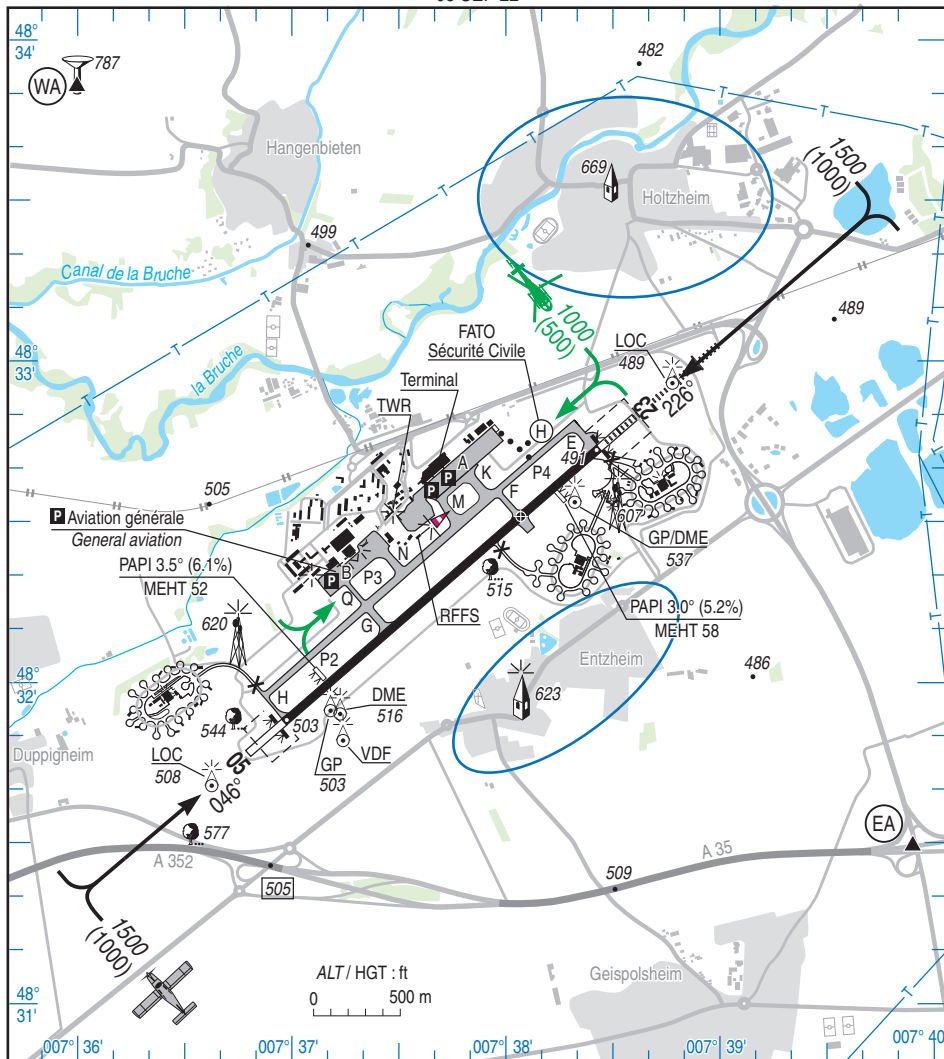 48°
34'
WA
787
482
T
T
Hangenbieten
669
Holtzheim
1500
(1000)
499
Canal de la Bruche
T
1000
(500)
489
T
la Bruche
48°
33'
FATO
Sécurité Civile
LOC
489
Terminal
TWR
23
226°
H
E
491
A
K
P4
505
P
P
M
F
607
P Aviation générale
General aviation
N
I
GP/DME
537
PAPI 3.5° (6.1%)
MEHT 52
B
P3
P
Q
515
RFFS
PAPI 3.0° (5.2%)
MEHT 58
620
G
Entzheim
P2
486
48°
32'
H
DME
516
623
544
503
VDF
Duppigheim
LOC
508
05
046°
GP
503
577
EA
A 352
A 35
505
509
1500
(1000)
Geispolsheim
ALT / HGT : ft
0 500 m
T
48°
31'
007° 36' 007° 37' 007° 38' 007° 39' 007° 40